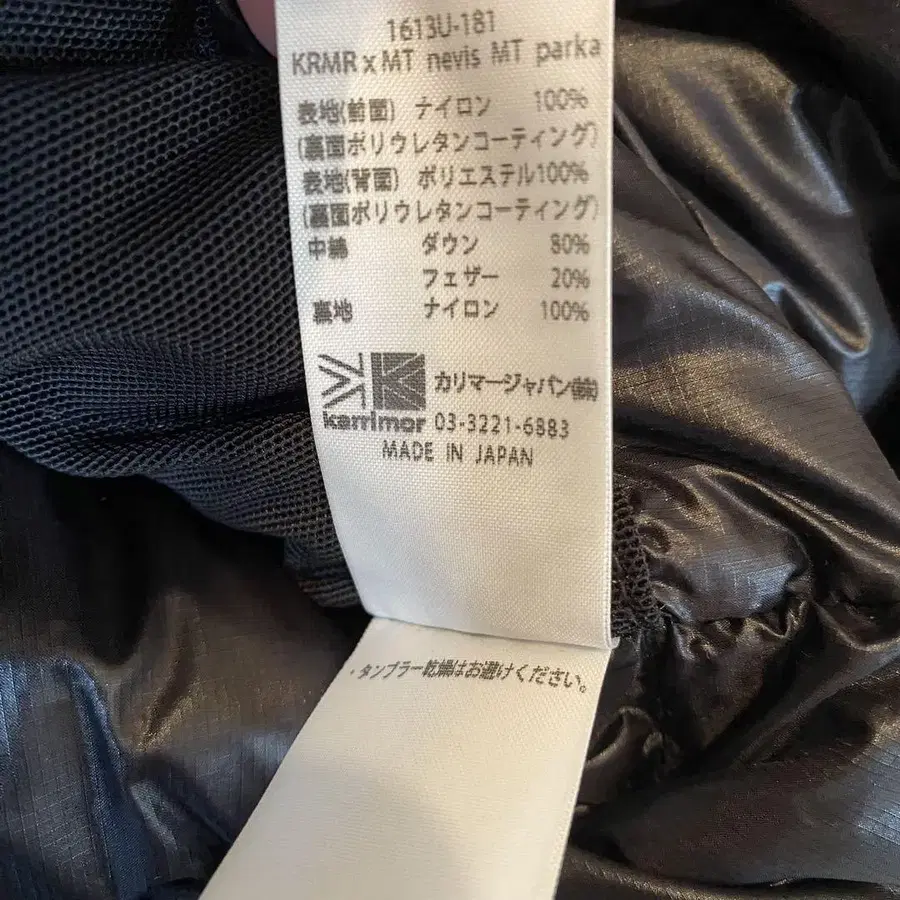 1613U-181
KRMR x MT nevis MT parka
表地(前面) ナイロン 100%
(裏面ポリウレタンコーティング)
表地(背面) ポリエステル100%
(裏面ポリウレタンコーティング)
中綿 ダウン 80%
フェザー 20%
裏地 ナイロン 100%
カリマージャパン(株)
karrimor 03-3221-6883
MADE IN JAPAN
・タンブラー乾燥はお避けください。